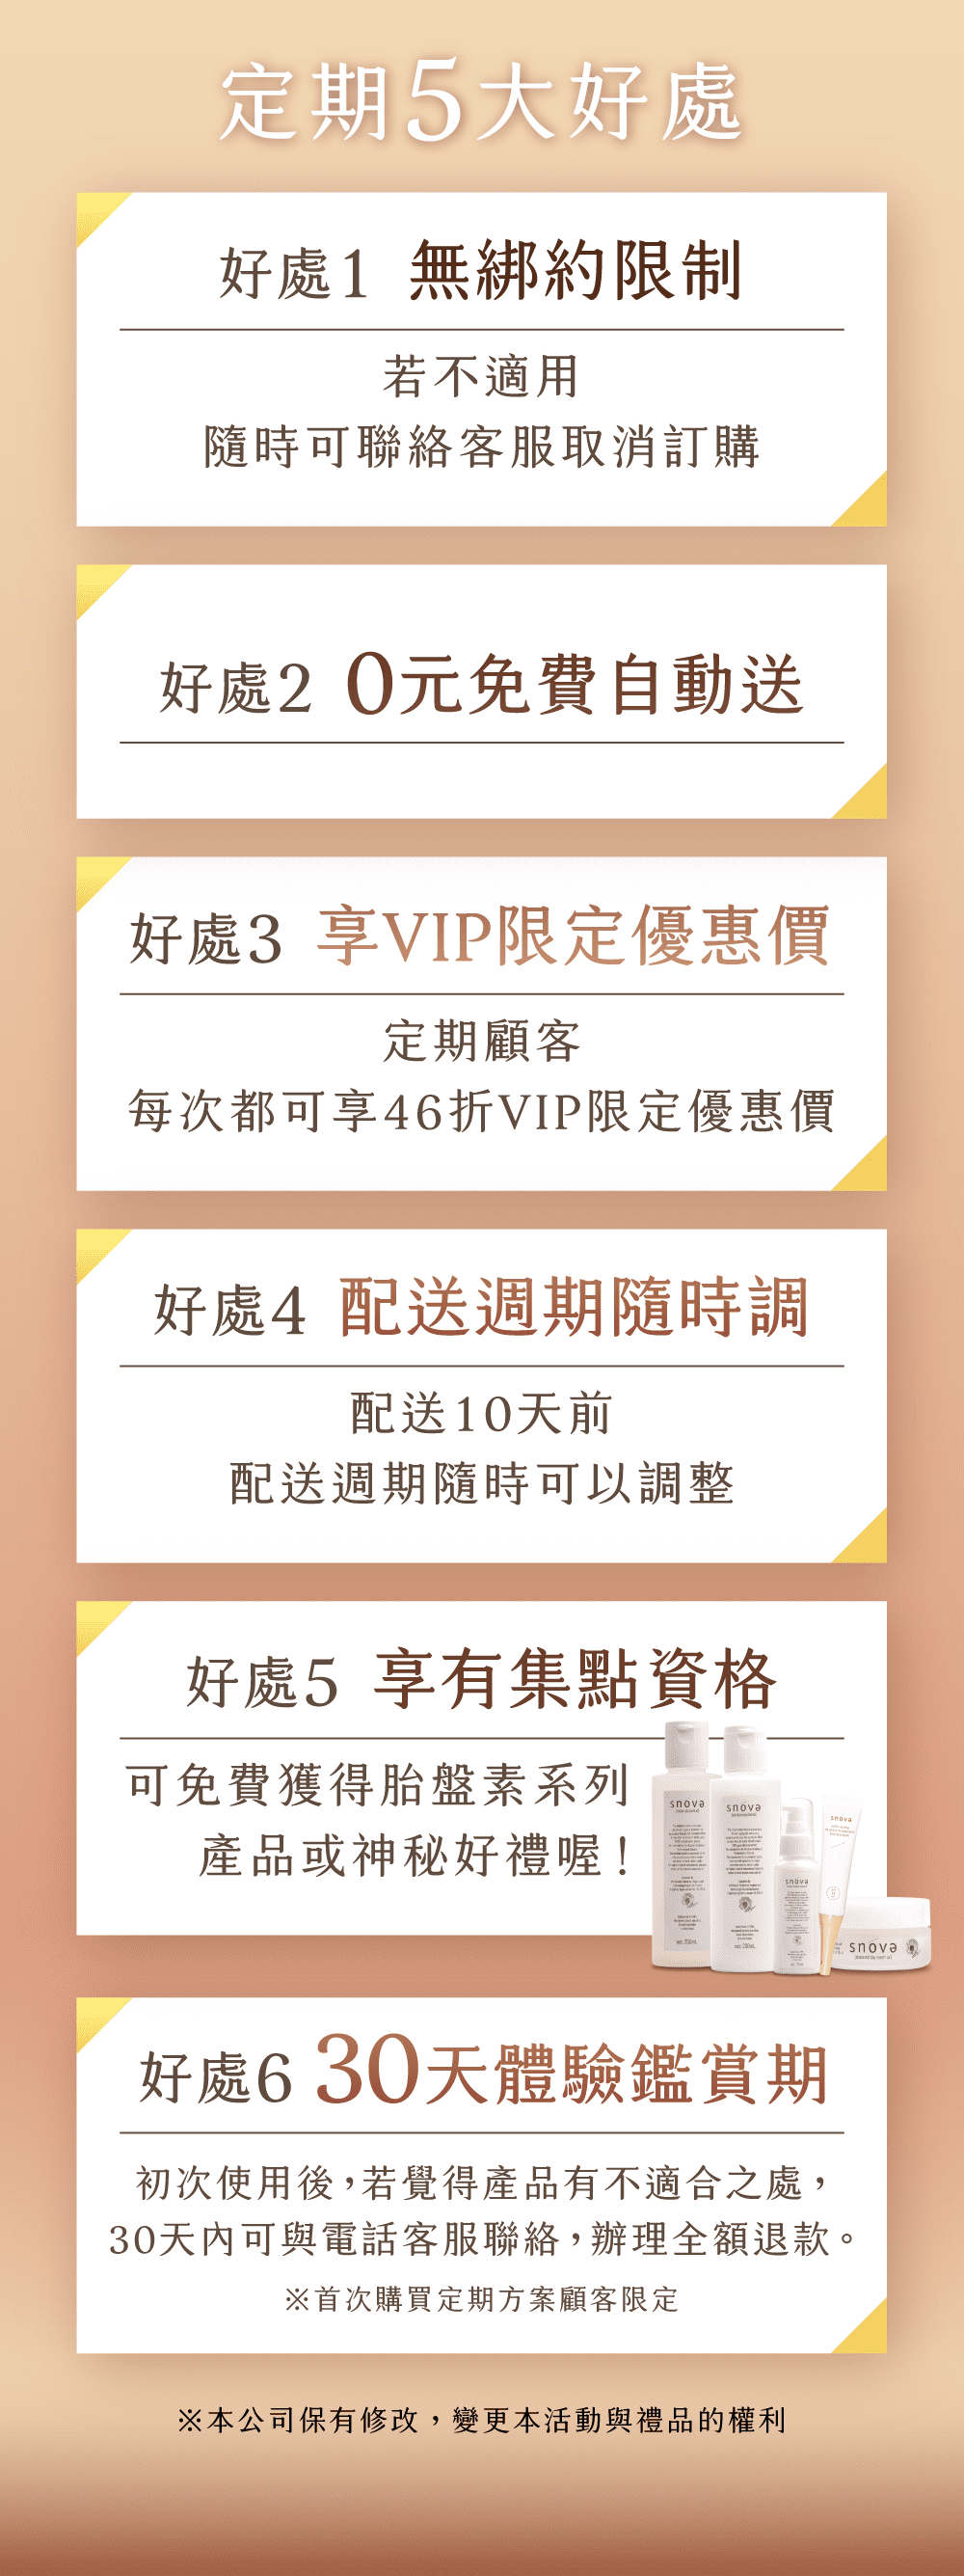 定期5大好處
好處1 無綁約限制
若不適用
隨時可聯絡客服取消訂購
好處2 0元免費自動送
好處3 享VIP限定優惠價
定期顧客
每次都可享46折VIP限定優惠價
好處4 配送週期隨時調
配送10天前
配送週期隨時可以調整
好處5 享有集點資格
可免費獲得胎盤素系列
產品或神秘好禮喔!
snova
snova
snova
snova
snova
好處6 30天體驗鑑賞期
初次使用後,若覺得產品有不適合之處,
30天內可與電話客服聯絡,辦理全額退款。
※首次購買定期方案顧客限定
※本公司保有修改,變更本活動與禮品的權利